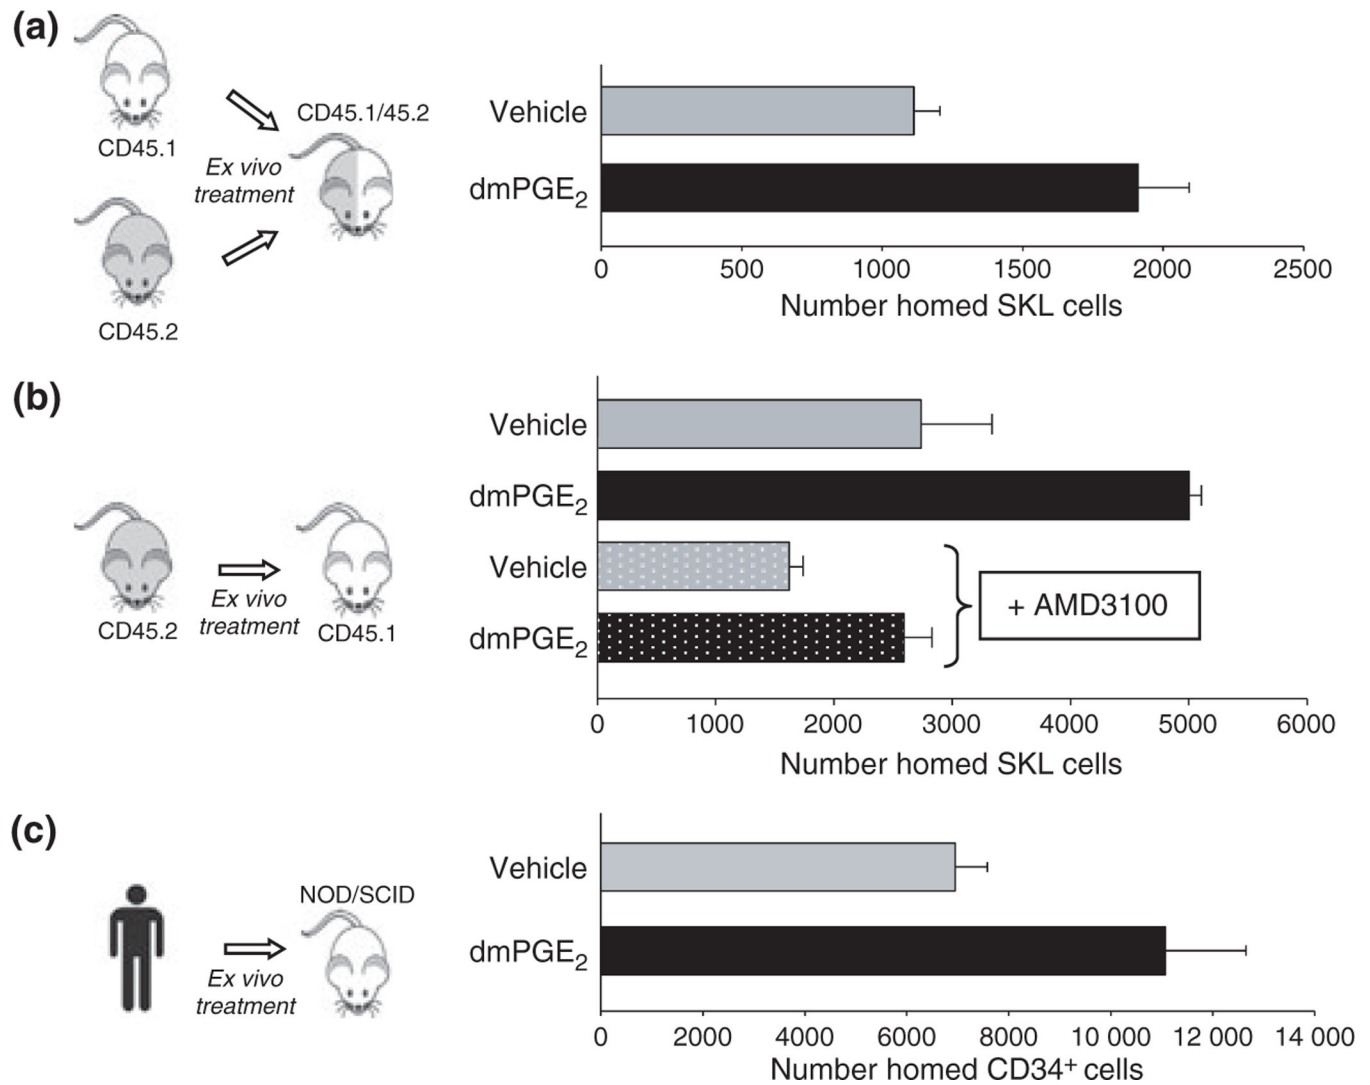 (a)
CD45.1
CD45.1/45.2
Ex vivo
treatment
CD45.2
Vehicle
dmPGE2
0 500 1000 1500 2000 2500
Number homed SKL cells
(b)
CD45.2
Ex vivo
treatment
CD45.1
Vehicle
dmPGE2
Vehicle
dmPGE2
+ AMD3100
0 1000 2000 3000 4000 5000 6000
Number homed SKL cells
(c)
NOD/SCID
Ex vivo
treatment
Vehicle
dmPGE2
0 2000 4000 6000 8000 10 000 12 000 14 000
Number homed CD34+ cells